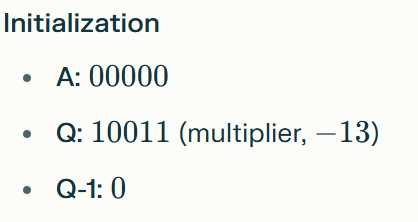 Initialization
• A: 00000
• Q: 10011 (multiplier, −13)
• Q-1: 0